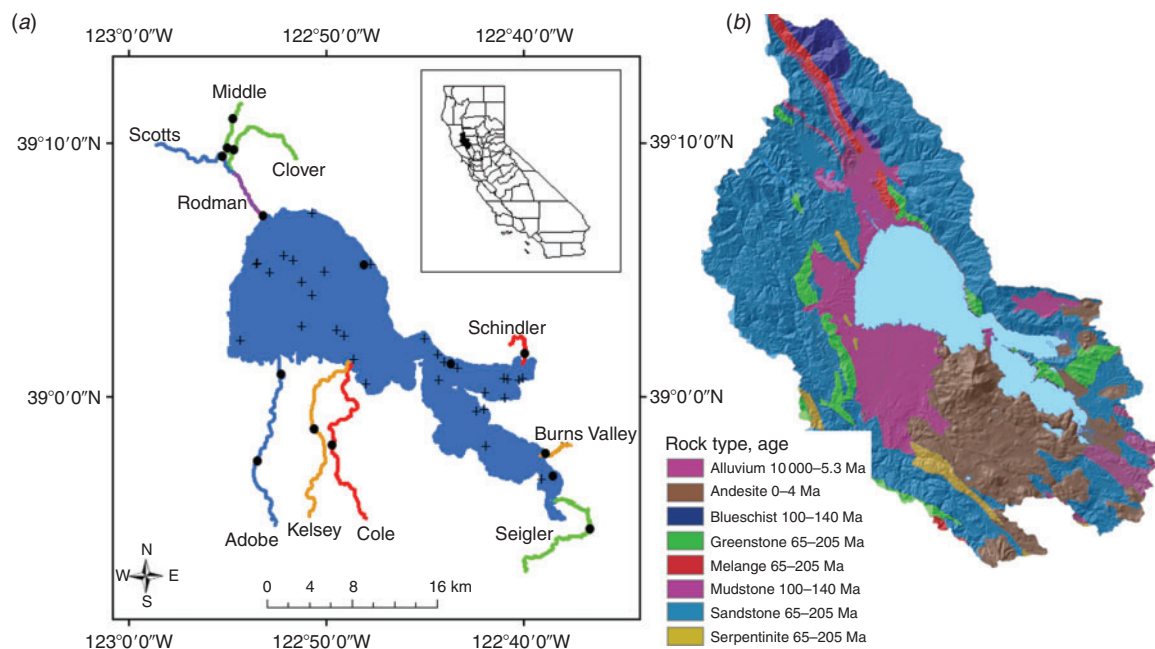 (a)
123°0′0″W
122°50′0″W
122°40′0″W
(b)
Middle
Scotts
39°10′0″N
Clover
Rodman
39°10′0″N
Schindler
39°0′0″N
39°0′0″N
Burns Valley
Adobe
Kelsey
Cole
Seigler
N
W
E
S
0
4
8
16 km
123°0′0″W
122°50′0″W
122°40′0″W
Rock type, age
Alluvium 10 000–5.3 Ma
Andesite 0–4 Ma
Blueschist 100–140 Ma
Greenstone 65–205 Ma
Melange 65–205 Ma
Mudstone 100–140 Ma
Sandstone 65–205 Ma
Serpentinite 65–205 Ma